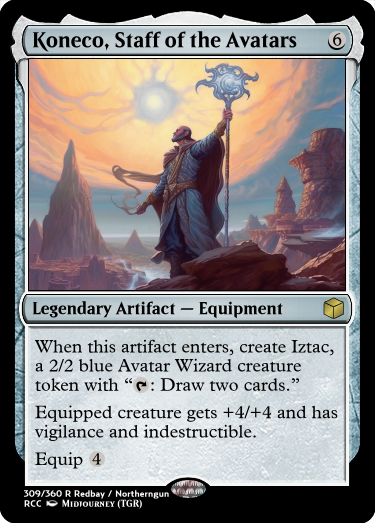 Koneco, Staff of the Avatars 6
Legendary Artifact — Equipment
When this artifact enters, create Iztac,
a 2/2 blue Avatar Wizard creature
token with “: Draw two cards.”
Equipped creature gets +4/+4 and has
vigilance and indestructible.
Equip 4
309/360 R Redbay / Northerngun
RCC Midjourney (TGR)